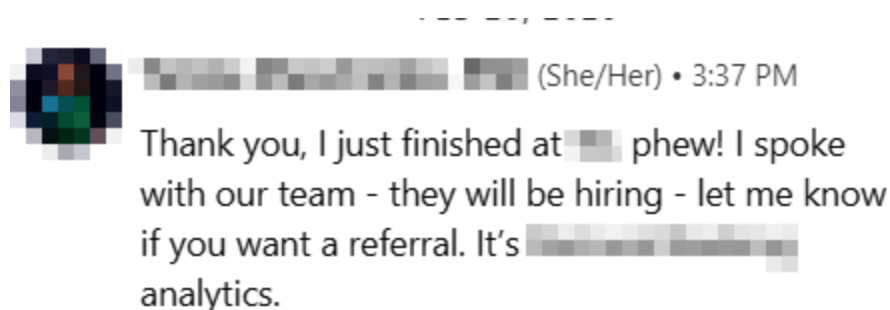 (She/Her) • 3:37 PM
Thank you, I just finished at phew! I spoke
with our team - they will be hiring - let me know
if you want a referral. It’s
analytics.